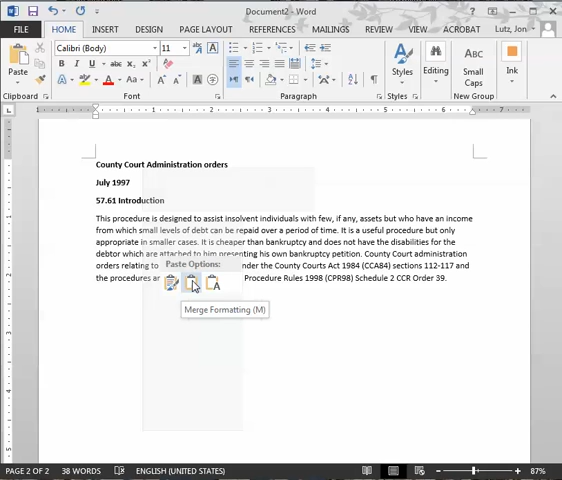 Document2 - Word
Lutz, Jon
FILE HOME INSERT DESIGN PAGE LAYOUT REFERENCES MAILINGS REVIEW VIEW ACROBAT
Calibri (Body) 11
Paste
Styles
Editing
Small Caps
Ink
Clipboard Font Paragraph Styles New Group
County Court Administration orders
July 1997
57.61 Introduction
This procedure is designed to assist insolvent individuals with few, if any, assets but who have an income
from which small levels of debt can be repaid over a period of time. It is a useful procedure but only
appropriate in smaller cases. It is cheaper than bankruptcy and does not have the disabilities for the
debtor which are attached to him presenting his own bankruptcy petition. County Court administration
orders relating to under the County Courts Act 1984 (CCA84) sections 112-117 and
the procedures Procedure Rules 1998 (CPR98) Schedule 2 CCR Order 39.
Paste Options:
Merge Formatting (M)
PAGE 2 OF 2 38 WORDS ENGLISH (UNITED STATES) 87%